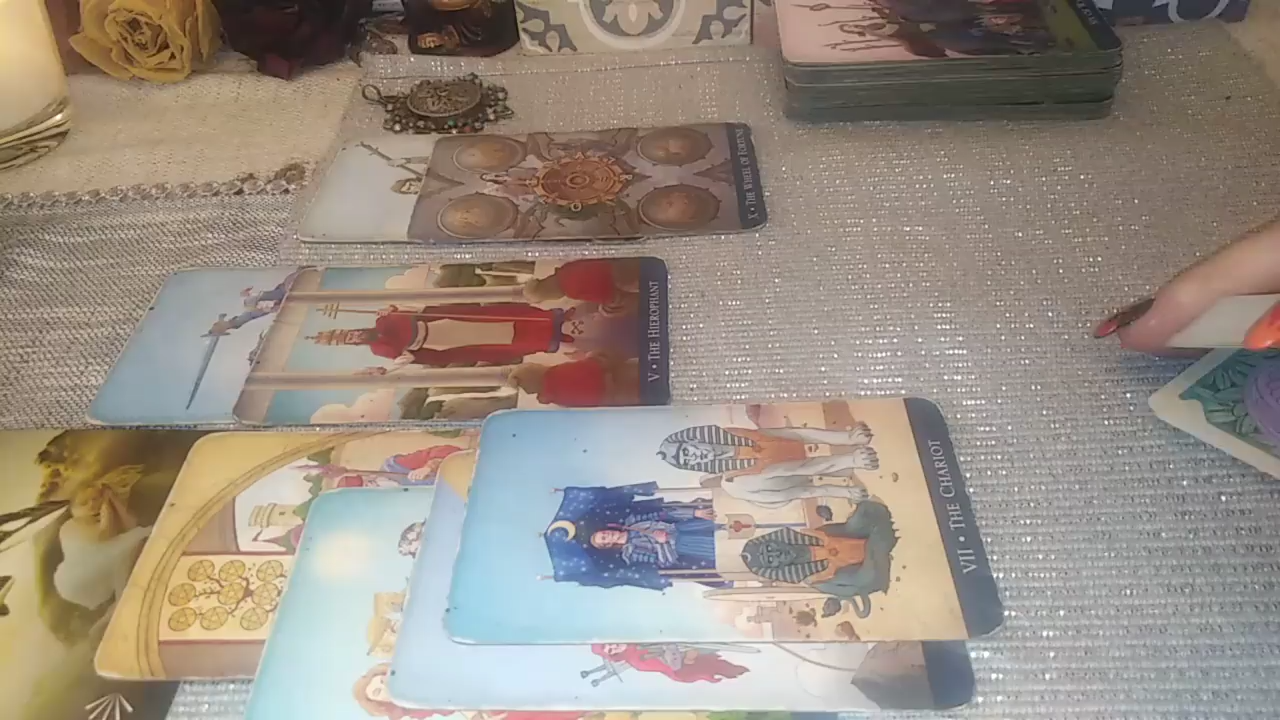 X • THE WHEEL OF FORTUNE
V • THE HIEROPHANT
VII • THE CHARIOT